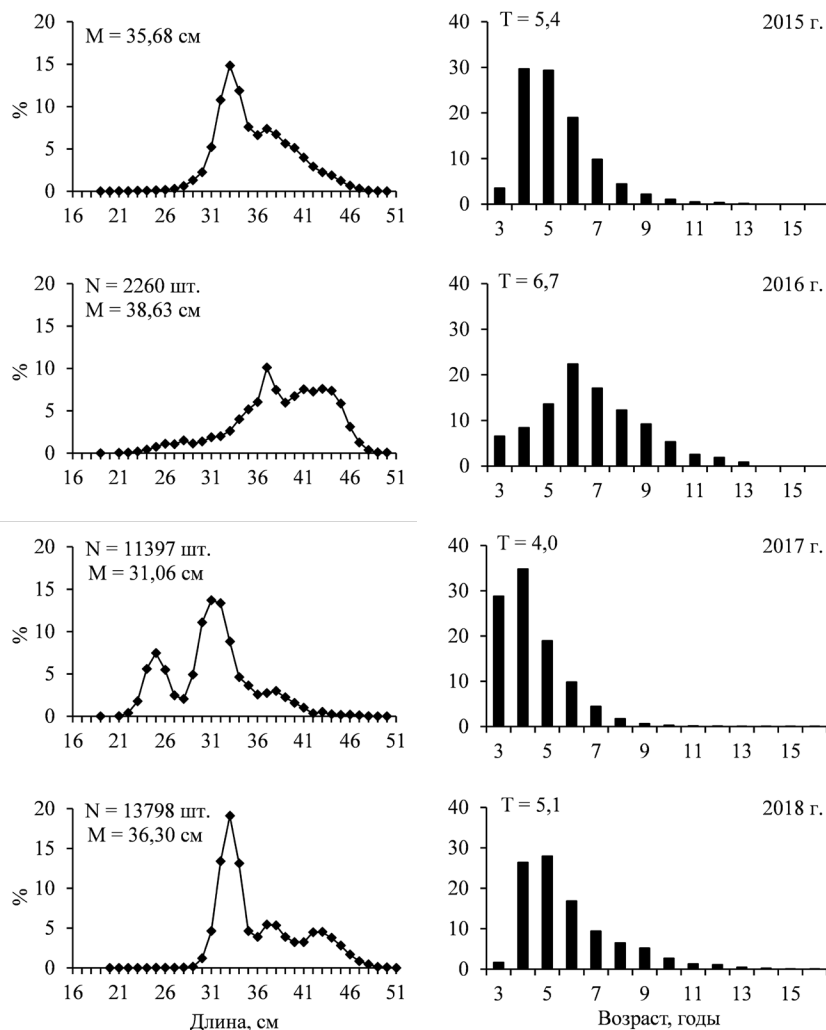 20
15
10
5
0
%
M = 35,68 см
16 21 26 31 36 41 46 51
40
30
20
10
0
T = 5,4
2015 г.
3 5 7 9 11 13 15
20
15
10
5
0
%
N = 2260 шт.
M = 38,63 см
16 21 26 31 36 41 46 51
40
30
20
10
0
T = 6,7
2016 г.
3 5 7 9 11 13 15
20
15
10
5
0
%
N = 11397 шт.
M = 31,06 см
16 21 26 31 36 41 46 51
40
30
20
10
0
T = 4,0
2017 г.
3 5 7 9 11 13 15
20
15
10
5
0
%
N = 13798 шт.
M = 36,30 см
16 21 26 31 36 41 46 51
Длина, см
40
30
20
10
0
T = 5,1
2018 г.
3 5 7 9 11 13 15
Возраст, годы